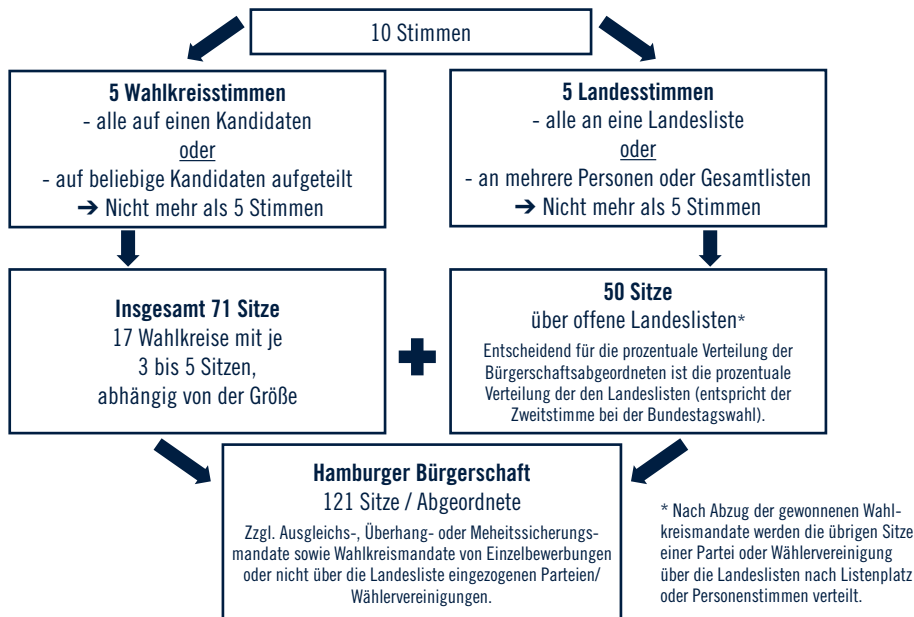 10 Stimmen
5 Wahlkreisstimmen
- alle auf einen Kandidaten
oder
- auf beliebige Kandidaten aufgeteilt
➔ Nicht mehr als 5 Stimmen
5 Landesstimmen
- alle an eine Landesliste
oder
- an mehrere Personen oder Gesamtlisten
➔ Nicht mehr als 5 Stimmen
Insgesamt 71 Sitze
17 Wahlkreise mit je
3 bis 5 Sitzen,
abhängig von der Größe
50 Sitze
über offene Landeslisten*
Entscheidend für die prozentuale Verteilung der
Bürgerschaftsabgeordneten ist die prozentuale
Verteilung der den Landeslisten (entspricht der
Zweitstimme bei der Bundestagswahl).
Hamburger Bürgerschaft
121 Sitze / Abgeordnete
Zzgl. Ausgleichs-, Überhang- oder Meheitssicherungs-
mandate sowie Wahlkreismandate von Einzelbewerbungen
oder nicht über die Landesliste eingezogenen Parteien/
Wählervereinigungen.
* Nach Abzug der gewonnenen Wahl-
kreismandate werden die übrigen Sitze
einer Partei oder Wählervereinigung
über die Landeslisten nach Listenplatz
oder Personenstimmen verteilt.